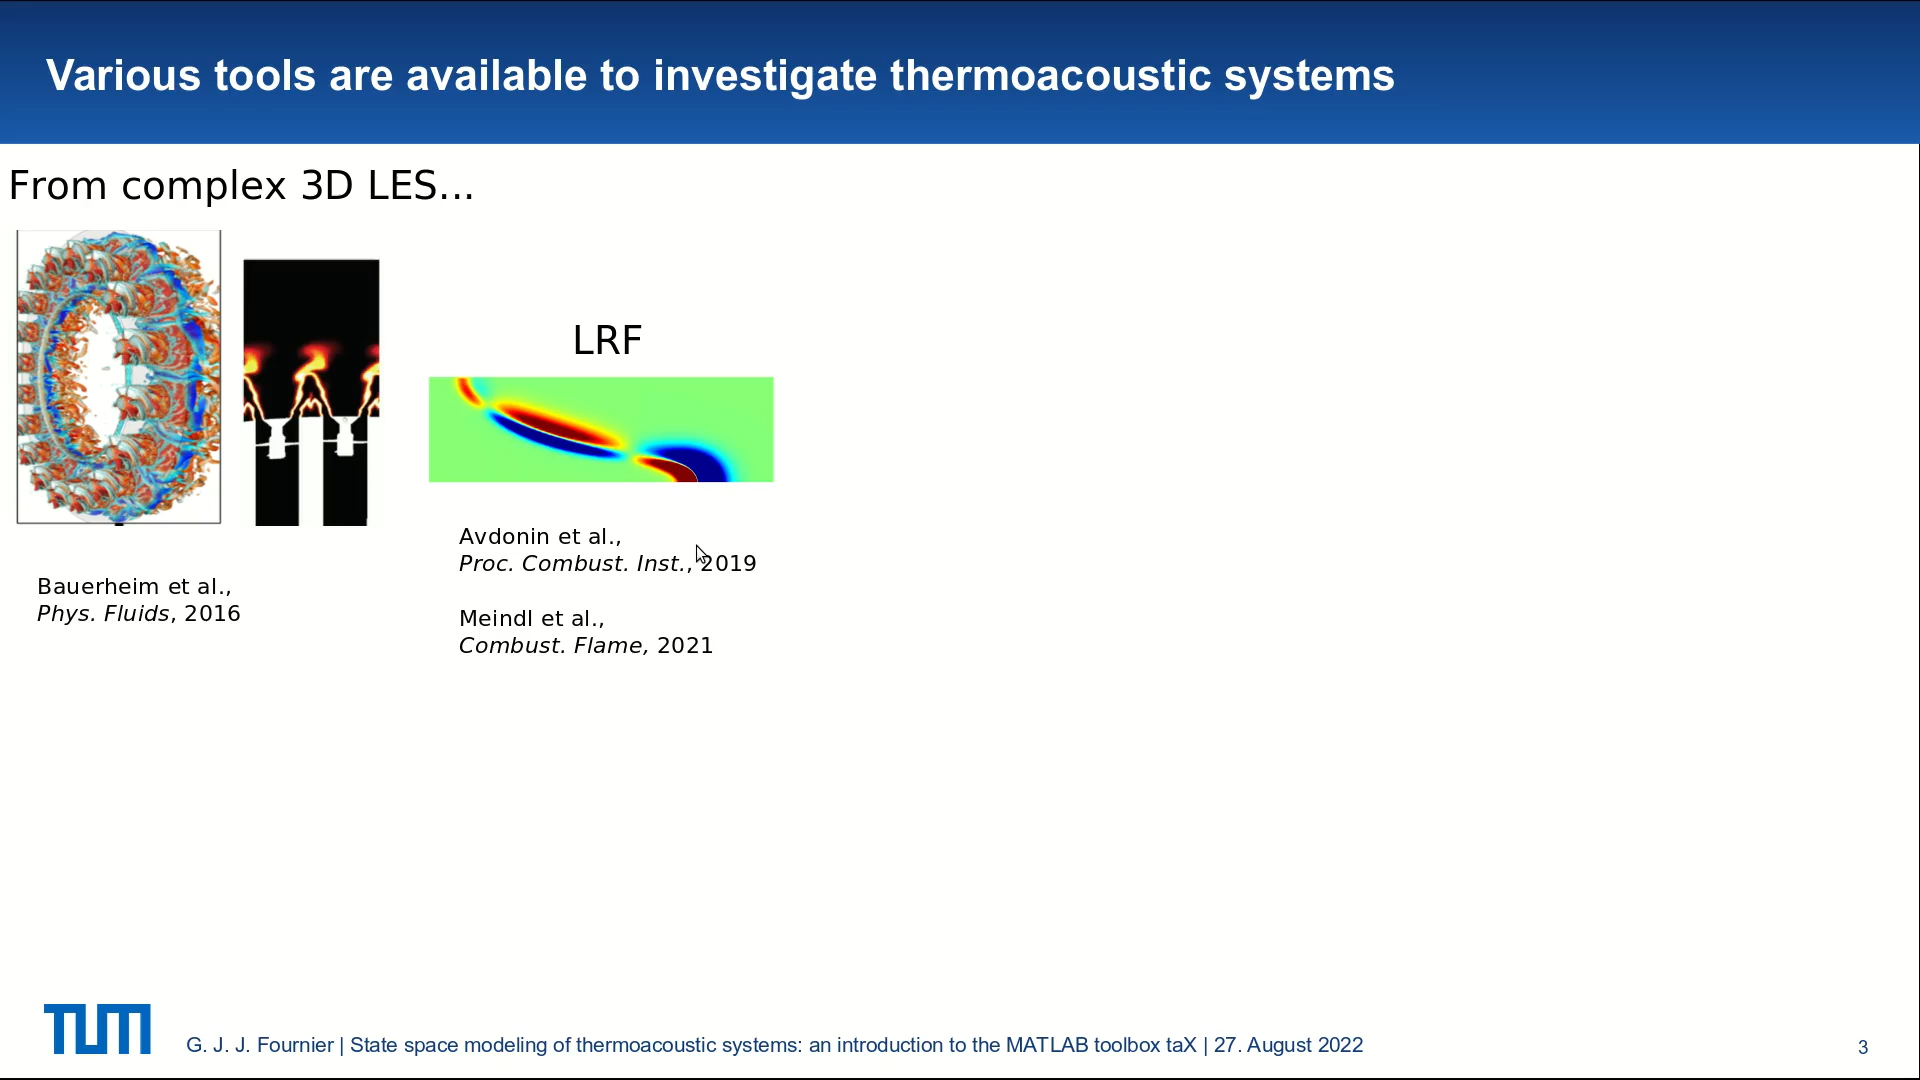 Various tools are available to investigate thermoacoustic systems
From complex 3D LES...
LRF
Avdonin et al.,
Proc. Combust. Inst., 2019
Bauerheim et al.,
Phys. Fluids, 2016
Meindl et al.,
Combust. Flame, 2021
TUM
G. J. J. Fournier | State space modeling of thermoacoustic systems: an introduction to the MATLAB toolbox taX | 27. August 2022
3